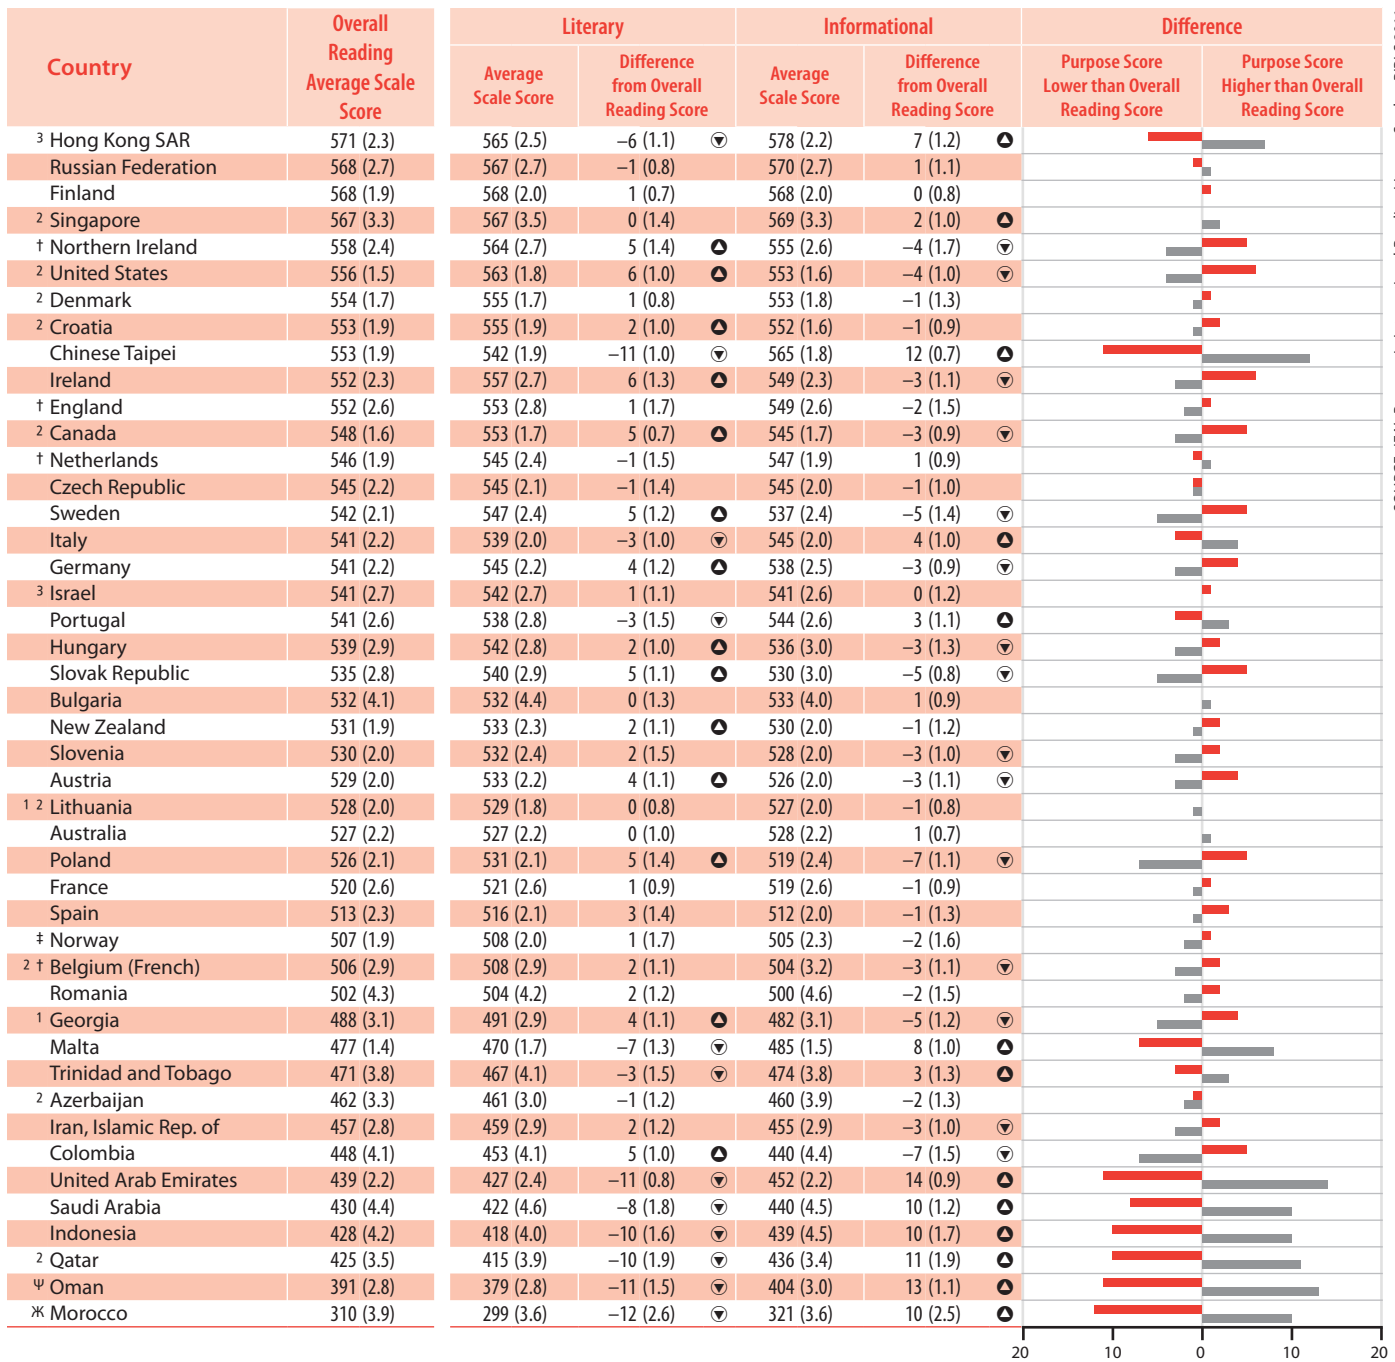 Country
Overall
Reading
Average Scale
Score
Literary
Informational
Difference
Average
Scale Score
Difference
from Overall
Reading Score
Average
Scale Score
Difference
from Overall
Reading Score
Purpose Score
Lower than Overall
Reading Score
Purpose Score
Higher than Overall
Reading Score
3 Hong Kong SAR 571 (2.3) 565 (2.5) –6 (1.1) 578 (2.2) 7 (1.2)
Russian Federation 568 (2.7) 567 (2.7) –1 (0.8) 570 (2.7) 1 (1.1)
Finland 568 (1.9) 568 (2.0) 1 (0.7) 568 (2.0) 0 (0.8)
2 Singapore 567 (3.3) 567 (3.5) 0 (1.4) 569 (3.3) 2 (1.0)
† Northern Ireland 558 (2.4) 564 (2.7) 5 (1.4) 555 (2.6) –4 (1.7)
2 United States 556 (1.5) 563 (1.8) 6 (1.0) 553 (1.6) –4 (1.0)
2 Denmark 554 (1.7) 555 (1.7) 1 (0.8) 553 (1.8) –1 (1.3)
2 Croatia 553 (1.9) 555 (1.9) 2 (1.0) 552 (1.6) –1 (0.9)
Chinese Taipei 553 (1.9) 542 (1.9) –11 (1.0) 565 (1.8) 12 (0.7)
Ireland 552 (2.3) 557 (2.7) 6 (1.3) 549 (2.3) –3 (1.1)
† England 552 (2.6) 553 (2.8) 1 (1.7) 549 (2.6) –2 (1.5)
2 Canada 548 (1.6) 553 (1.7) 5 (0.7) 545 (1.7) –3 (0.9)
† Netherlands 546 (1.9) 545 (2.4) –1 (1.5) 547 (1.9) 1 (0.9)
Czech Republic 545 (2.2) 545 (2.1) –1 (1.4) 545 (2.0) –1 (1.0)
Sweden 542 (2.1) 547 (2.4) 5 (1.2) 537 (2.4) –5 (1.4)
Italy 541 (2.2) 539 (2.0) –3 (1.0) 545 (2.0) 4 (1.0)
Germany 541 (2.2) 545 (2.2) 4 (1.2) 538 (2.5) –3 (0.9)
3 Israel 541 (2.7) 542 (2.7) 1 (1.1) 541 (2.6) 0 (1.2)
Portugal 541 (2.6) 538 (2.8) –3 (1.5) 544 (2.6) 3 (1.1)
Hungary 539 (2.9) 542 (2.8) 2 (1.0) 536 (3.0) –3 (1.3)
Slovak Republic 535 (2.8) 540 (2.9) 5 (1.1) 530 (3.0) –5 (0.8)
Bulgaria 532 (4.1) 532 (4.4) 0 (1.3) 533 (4.0) 1 (0.9)
New Zealand 531 (1.9) 533 (2.3) 2 (1.1) 530 (2.0) –1 (1.2)
Slovenia 530 (2.0) 532 (2.4) 2 (1.5) 528 (2.0) –3 (1.0)
Austria 529 (2.0) 533 (2.2) 4 (1.1) 526 (2.0) –3 (1.1)
1 2 Lithuania 528 (2.0) 529 (1.8) 0 (0.8) 527 (2.0) –1 (0.8)
Australia 527 (2.2) 527 (2.2) 0 (1.0) 528 (2.2) 1 (0.7)
Poland 526 (2.1) 531 (2.1) 5 (1.4) 519 (2.4) –7 (1.1)
France 520 (2.6) 521 (2.6) 1 (0.9) 519 (2.6) –1 (0.9)
Spain 513 (2.3) 516 (2.1) 3 (1.4) 512 (2.0) –1 (1.3)
‡ Norway 507 (1.9) 508 (2.0) 1 (1.7) 505 (2.3) –2 (1.6)
2 † Belgium (French) 506 (2.9) 508 (2.9) 2 (1.1) 504 (3.2) –3 (1.1)
Romania 502 (4.3) 504 (4.2) 2 (1.2) 500 (4.6) –2 (1.5)
1 Georgia 488 (3.1) 491 (2.9) 4 (1.1) 482 (3.1) –5 (1.2)
Malta 477 (1.4) 470 (1.7) –7 (1.3) 485 (1.5) 8 (1.0)
Trinidad and Tobago 471 (3.8) 467 (4.1) –3 (1.5) 474 (3.8) 3 (1.3)
2 Azerbaijan 462 (3.3) 461 (3.0) –1 (1.2) 460 (3.9) –2 (1.3)
Iran, Islamic Rep. of 457 (2.8) 459 (2.9) 2 (1.2) 455 (2.9) –3 (1.0)
Colombia 448 (4.1) 453 (4.1) 5 (1.0) 440 (4.4) –7 (1.5)
United Arab Emirates 439 (2.2) 427 (2.4) –11 (0.8) 452 (2.2) 14 (0.9)
Saudi Arabia 430 (4.4) 422 (4.6) –8 (1.8) 440 (4.5) 10 (1.2)
Indonesia 428 (4.2) 418 (4.0) –10 (1.6) 439 (4.5) 10 (1.7)
2 Qatar 425 (3.5) 415 (3.9) –10 (1.9) 436 (3.4) 11 (1.9)
Ψ Oman 391 (2.8) 379 (2.8) –11 (1.5) 404 (3.0) 13 (1.1)
Ж Morocco 310 (3.9) 299 (3.6) –12 (2.6) 321 (3.6) 10 (2.5)
20 10 0 10 20